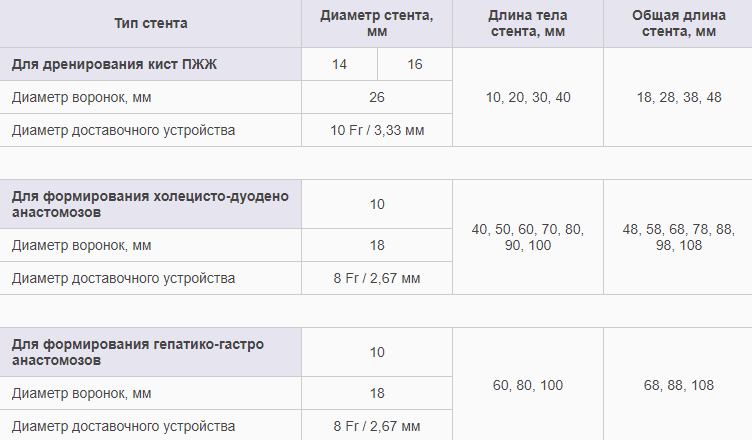 Тип стента
Диаметр стента,
мм
Длина тела
стента, мм
Общая длина
стента, мм
Для дренирования кист ПЖЖ
14
16
10, 20, 30, 40
18, 28, 38, 48
Диаметр воронок, мм
26
Диаметр доставочного устройства
10 Fr / 3,33 мм
Для формирования холецисто-дуодено
анастомозов
10
40, 50, 60, 70, 80,
90, 100
48, 58, 68, 78, 88,
98, 108
Диаметр воронок, мм
18
Диаметр доставочного устройства
8 Fr / 2,67 мм
Для формирования гепатико-гастро
анастомозов
10
60, 80, 100
68, 88, 108
Диаметр воронок, мм
18
Диаметр доставочного устройства
8 Fr / 2,67 мм